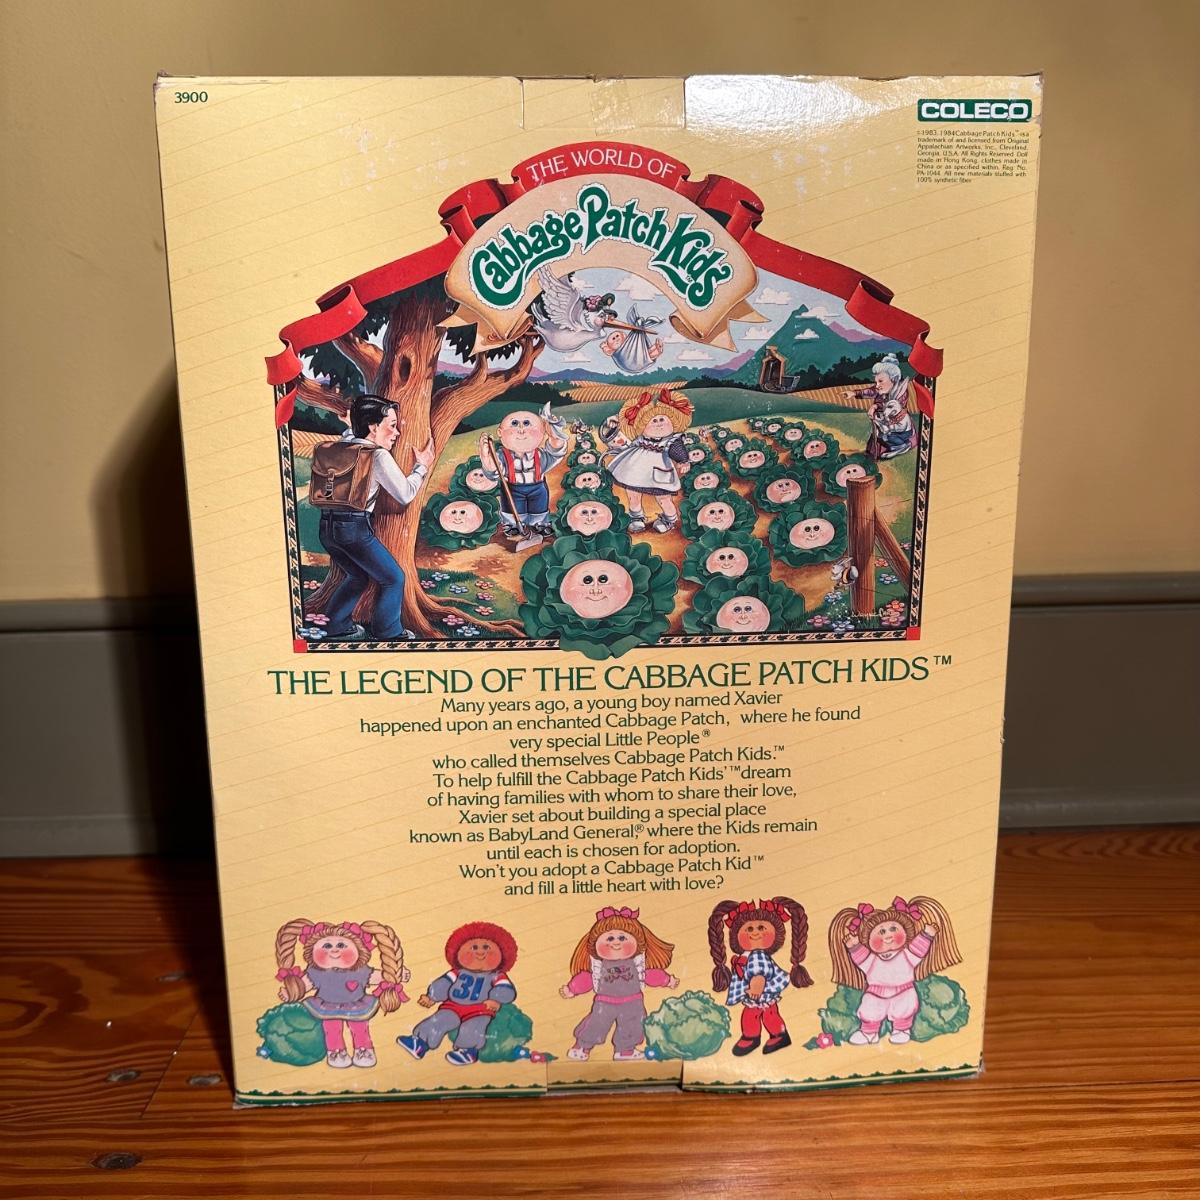 3900
COLECO
©1983, 1984 Cabbage Patch Kids™ is a
trademark of and licensed from Original
Appalachian Artworks, Inc., Cleveland,
Georgia, U.S.A. All Rights Reserved. Doll
made in Hong Kong, clothes made in
China or as specified within. Reg. No.
PA-1044. All new materials stuffed with
100% synthetic fiber
THE WORLD OF
Cabbage Patch Kids™
THE LEGEND OF THE CABBAGE PATCH KIDS™
Many years ago, a young boy named Xavier
happened upon an enchanted Cabbage Patch, where he found
very special Little People®
who called themselves Cabbage Patch Kids.™
To help fulfill the Cabbage Patch Kids'™ dream
of having families with whom to share their love,
Xavier set about building a special place
known as BabyLand General,® where the Kids remain
until each is chosen for adoption.
Won't you adopt a Cabbage Patch Kid™
and fill a little heart with love?
31